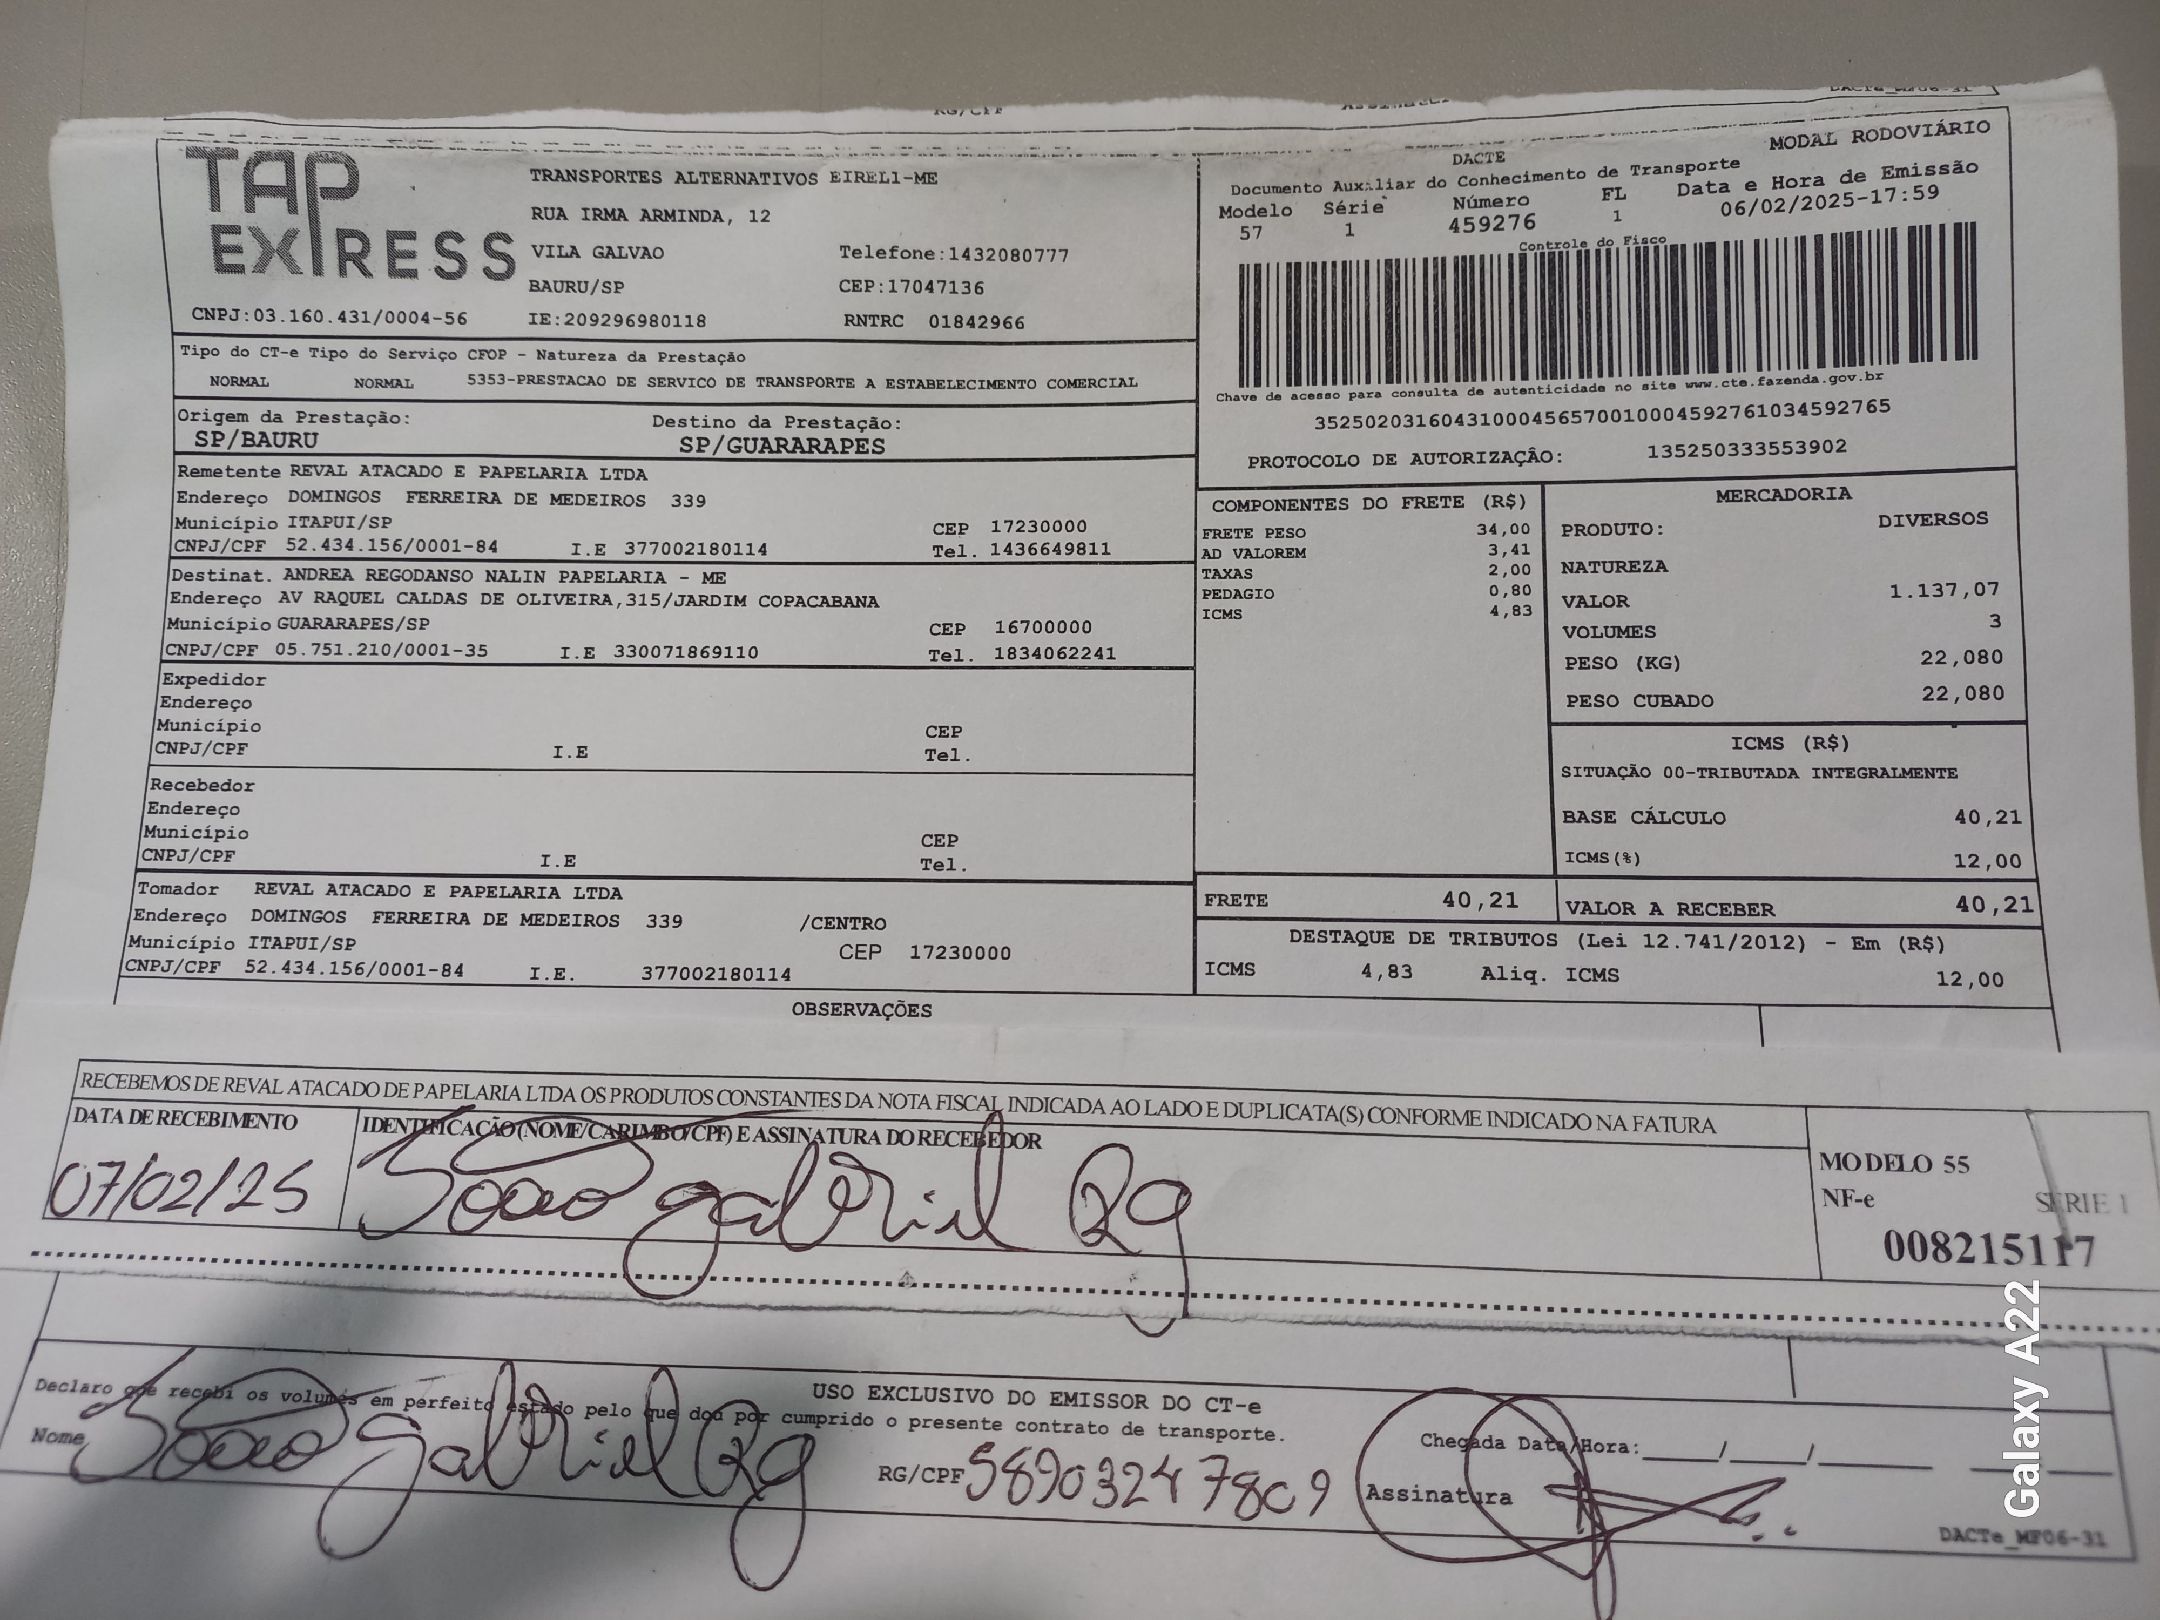 DACTe_MF06-31
TAP EXPRESS
TRANSPORTES ALTERNATIVOS EIRELI-ME
RUA IRMA ARMINDA, 12
VILA GALVAO Telefone:1432080777
BAURU/SP CEP:17047136
CNPJ:03.160.431/0004-56 IE:209296980118 RNTRC 01842966
DACTE MODAL RODOVIÁRIO
Documento Auxiliar do Conhecimento de Transporte
Modelo Série Número FL Data e Hora de Emissão
57 1 459276 1 06/02/2025-17:59
Controle do Fisco
Chave de acesso para consulta de autenticidade no site www.cte.fazenda.gov.br
35250203160431000456570010004592761034592765
PROTOCOLO DE AUTORIZAÇÃO: 135250333553902
Tipo do CT-e Tipo do Serviço CFOP - Natureza da Prestação
NORMAL NORMAL 5353-PRESTACAO DE SERVICO DE TRANSPORTE A ESTABELECIMENTO COMERCIAL
Origem da Prestação: Destino da Prestação:
SP/BAURU SP/GUARARAPES
Remetente REVAL ATACADO E PAPELARIA LTDA
Endereço DOMINGOS FERREIRA DE MEDEIROS 339
Município ITAPUI/SP CEP 17230000
CNPJ/CPF 52.434.156/0001-84 I.E 377002180114 Tel. 1436649811
Destinat. ANDREA REGODANSO NALIN PAPELARIA - ME
Endereço AV RAQUEL CALDAS DE OLIVEIRA,315/JARDIM COPACABANA
Município GUARARAPES/SP CEP 16700000
CNPJ/CPF 05.751.210/0001-35 I.E 330071869110 Tel. 1834062241
Expedidor
Endereço
Município CEP
CNPJ/CPF I.E Tel.
Recebedor
Endereço
Município CEP
CNPJ/CPF I.E Tel.
Tomador REVAL ATACADO E PAPELARIA LTDA
Endereço DOMINGOS FERREIRA DE MEDEIROS 339 /CENTRO
Município ITAPUI/SP CEP 17230000
CNPJ/CPF 52.434.156/0001-84 I.E. 377002180114
COMPONENTES DO FRETE (R$)
FRETE PESO 34,00
AD VALOREM 3,41
TAXAS 2,00
PEDAGIO 0,80
ICMS 4,83
MERCADORIA
PRODUTO: DIVERSOS
NATUREZA
VALOR 1.137,07
VOLUMES 3
PESO (KG) 22,080
PESO CUBADO 22,080
ICMS (R$)
SITUAÇÃO 00-TRIBUTADA INTEGRALMENTE
BASE CÁLCULO 40,21
ICMS(%) 12,00
FRETE 40,21 VALOR A RECEBER 40,21
DESTAQUE DE TRIBUTOS (Lei 12.741/2012) - Em (R$)
ICMS 4,83 Aliq. ICMS 12,00
OBSERVAÇÕES
RECEBEMOS DE REVAL ATACADO DE PAPELARIA LTDA OS PRODUTOS CONSTANTES DA NOTA FISCAL INDICADA AO LADO E DUPLICATA(S) CONFORME INDICADO NA FATURA
DATA DE RECEBIMENTO IDENTIFICAÇÃO (NOME/CARIMBO/CPF) E ASSINATURA DO RECEBEDOR
07/02/25 Joao gabriel Rg
MODELO 55
NF-e SERIE 1
008215117
USO EXCLUSIVO DO EMISSOR DO CT-e
Declaro que recebi os volumes em perfeito estado pelo que dou por cumprido o presente contrato de transporte.
Nome Joao gabriel Rg RG/CPF 58903247809
Chegada Data/Hora:____/____/______ __ ___
Assinatura
DACTe_MF06-31
Galaxy A22